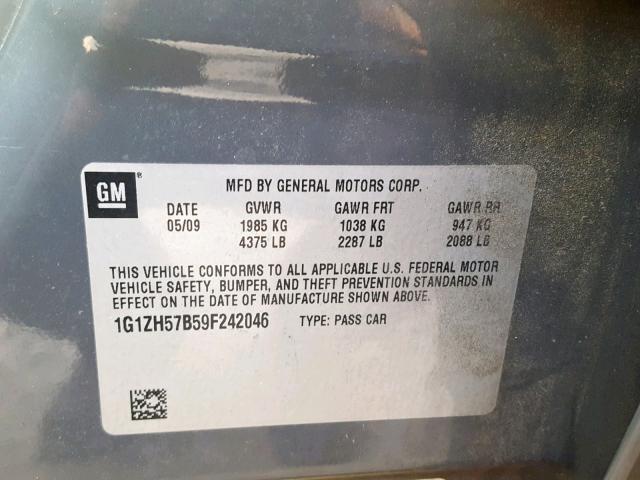 GM
MFD BY GENERAL MOTORS CORP.
DATE GVWR GAWR FRT GAWR RR
05/09 1985 KG 1038 KG 947 KG
4375 LB 2287 LB 2088 LB
THIS VEHICLE CONFORMS TO ALL APPLICABLE U.S. FEDERAL MOTOR
VEHICLE SAFETY, BUMPER, AND THEFT PREVENTION STANDARDS IN
EFFECT ON THE DATE OF MANUFACTURE SHOWN ABOVE.
1G1ZH57B59F242046 TYPE: PASS CAR